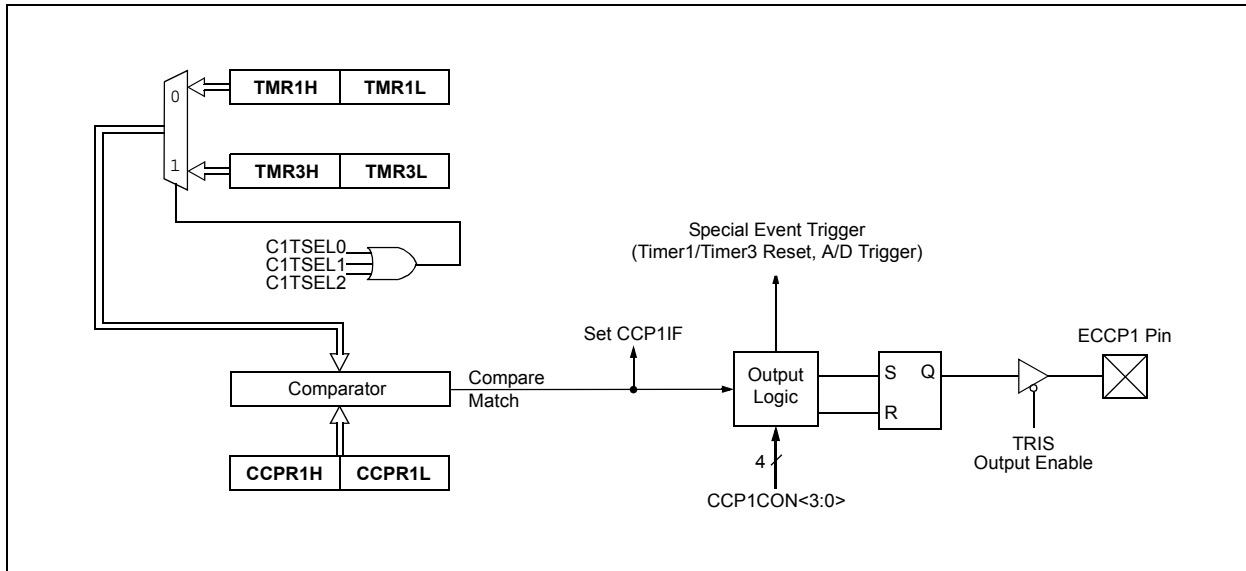 0
TMR1H TMR1L
1
TMR3H TMR3L
C1TSEL0
C1TSEL1
C1TSEL2
Special Event Trigger
(Timer1/Timer3 Reset, A/D Trigger)
Set CCP1IF
ECCP1 Pin
Comparator
Compare
Match
Output
Logic
S Q
R
TRIS
Output Enable
CCPR1H CCPR1L
4
CCP1CON<3:0>